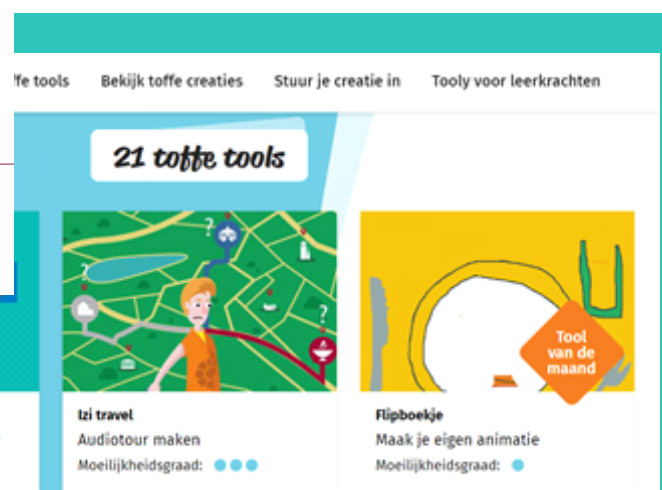 ffe tools Bekijk toffe creaties Stuur je creatie in Tooly voor leerkrachten
21 toffe tools
?
?
?
Tool
van de
maand
Izi travel
Audiotour maken
Moeilijkheidsgraad:
Flipboekje
Maak je eigen animatie
Moeilijkheidsgraad: